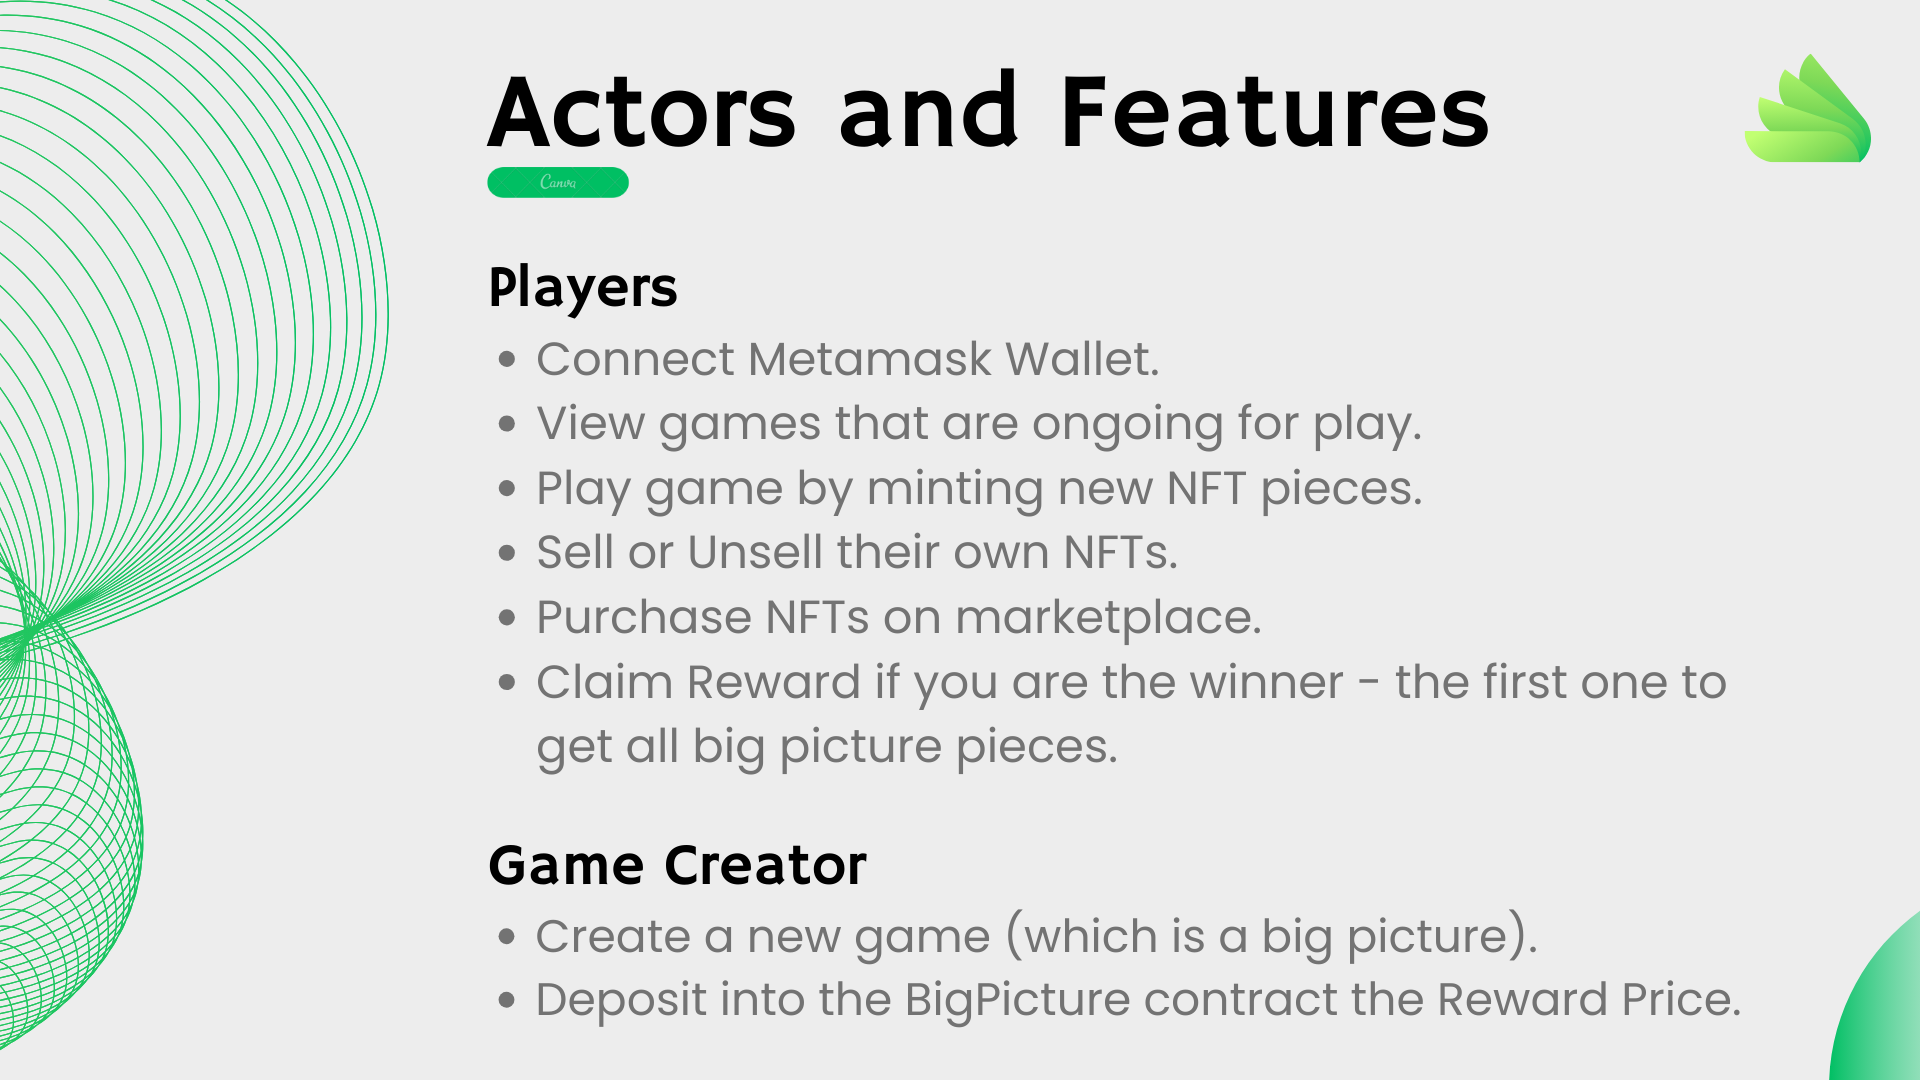 Actors and Features
Canva
Players
• Connect Metamask Wallet.
• View games that are ongoing for play.
• Play game by minting new NFT pieces.
• Sell or Unsell their own NFTs.
• Purchase NFTs on marketplace.
• Claim Reward if you are the winner - the first one to
get all big picture pieces.
Game Creator
• Create a new game (which is a big picture).
• Deposit into the BigPicture contract the Reward Price.